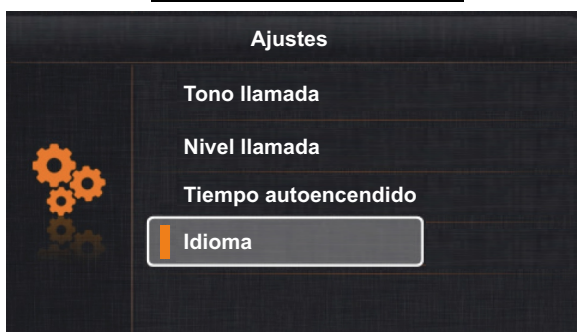 Ajustes
Tono llamada
Nivel llamada
Tiempo autoencendido
Idioma